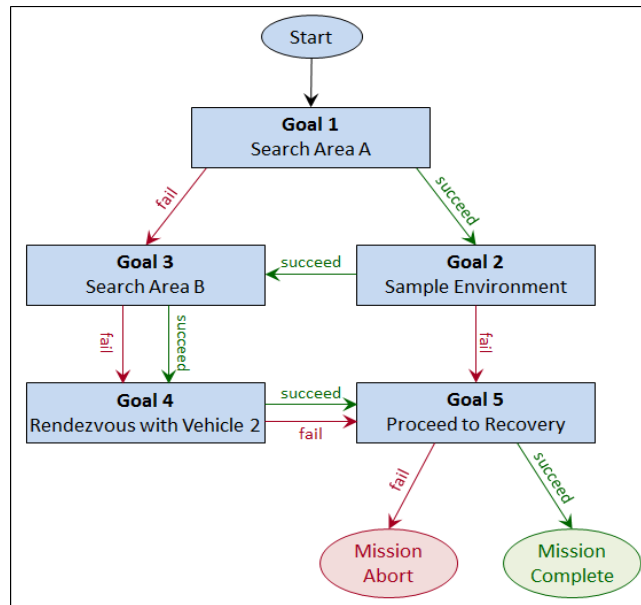 Start
Goal 1
Search Area A
fail
succeed
Goal 3
Search Area B
succeed
Goal 2
Sample Environment
fail
succeed
fail
Goal 4
Rendezvous with Vehicle 2
succeed
fail
Goal 5
Proceed to Recovery
fail
succeed
Mission
Abort
Mission
Complete